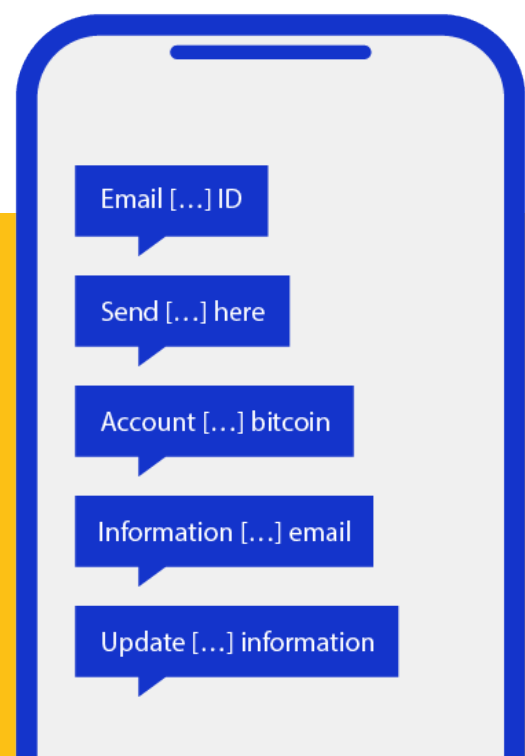 Email […] ID
Send […] here
Account […] bitcoin
Information […] email
Update […] information